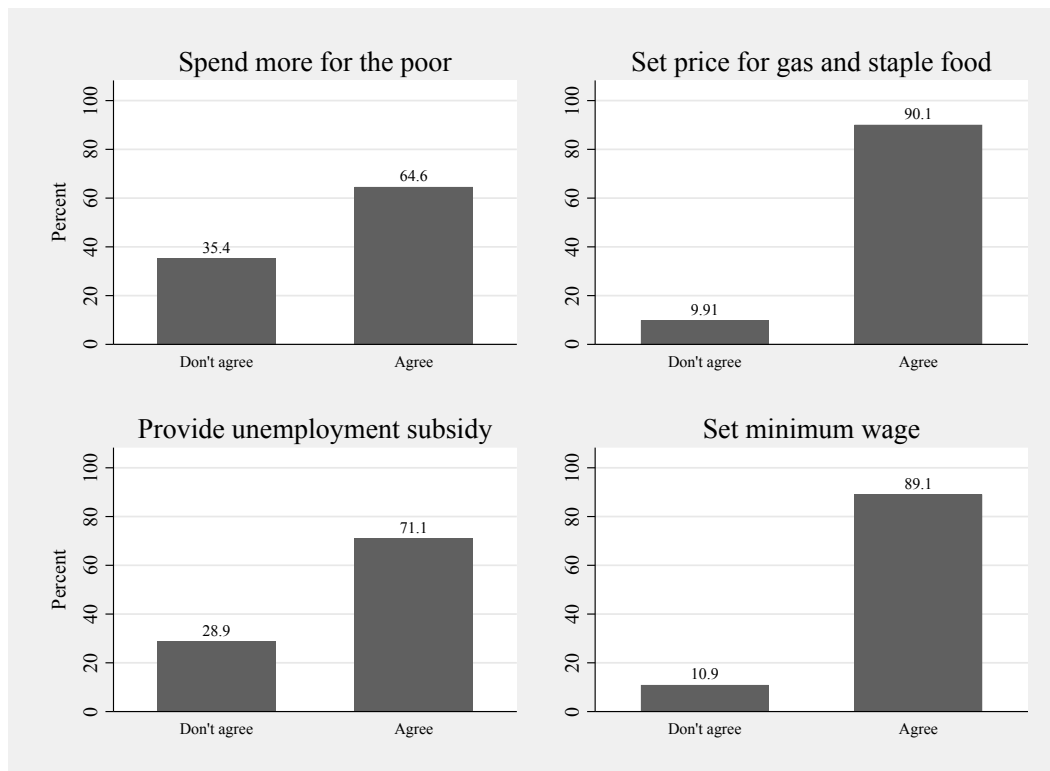 Spend more for the poor
Percent
100
80
60
40
20
0
35.4
64.6
Don't agree
Agree
Set price for gas and staple food
100
80
60
40
20
0
9.91
90.1
Don't agree
Agree
Provide unemployment subsidy
Percent
100
80
60
40
20
0
28.9
71.1
Don't agree
Agree
Set minimum wage
100
80
60
40
20
0
10.9
89.1
Don't agree
Agree